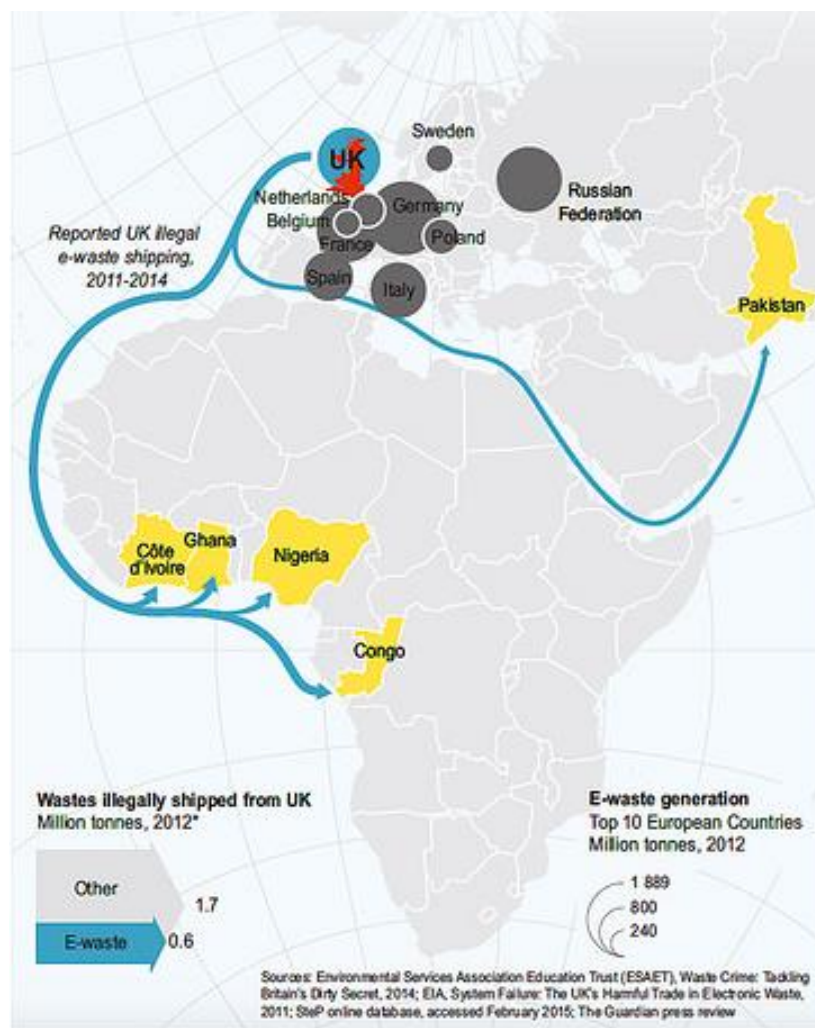 Sweden
UK
Russian
Federation
Netherlands
Germany
Belgium
France
Poland
Reported UK illegal
e-waste shipping,
2011-2014
Spain
Italy
Pakistan
Côte
d'Ivoire
Ghana
Nigeria
Congo
Wastes illegally shipped from UK
Million tonnes, 2012*
Other
1.7
E-waste
0.6
E-waste generation
Top 10 European Countries
Million tonnes, 2012
1 889
800
240
Sources: Environmental Services Association Education Trust (ESAET), Waste Crime: Tackling
Britain's Dirty Secret, 2014; EIA, System Failure: The UK's Harmful Trade in Electronic Waste,
2011; SteP online database, accessed February 2015; The Guardian press review